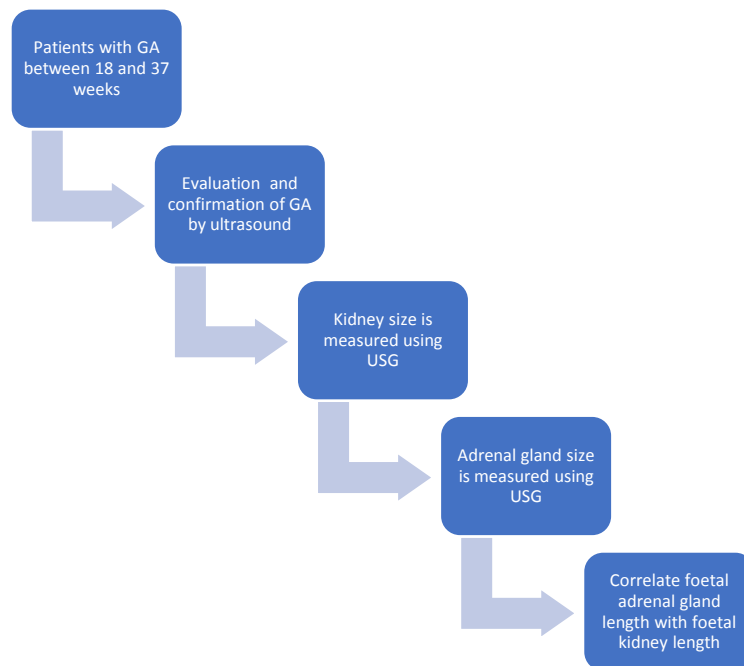 Patients with GA
between 18 and 37
weeks
Evaluation and
confirmation of GA
by ultrasound
Kidney size is
measured using
USG
Adrenal gland size
is measured using
USG
Correlate foetal
adrenal gland
length with foetal
kidney length